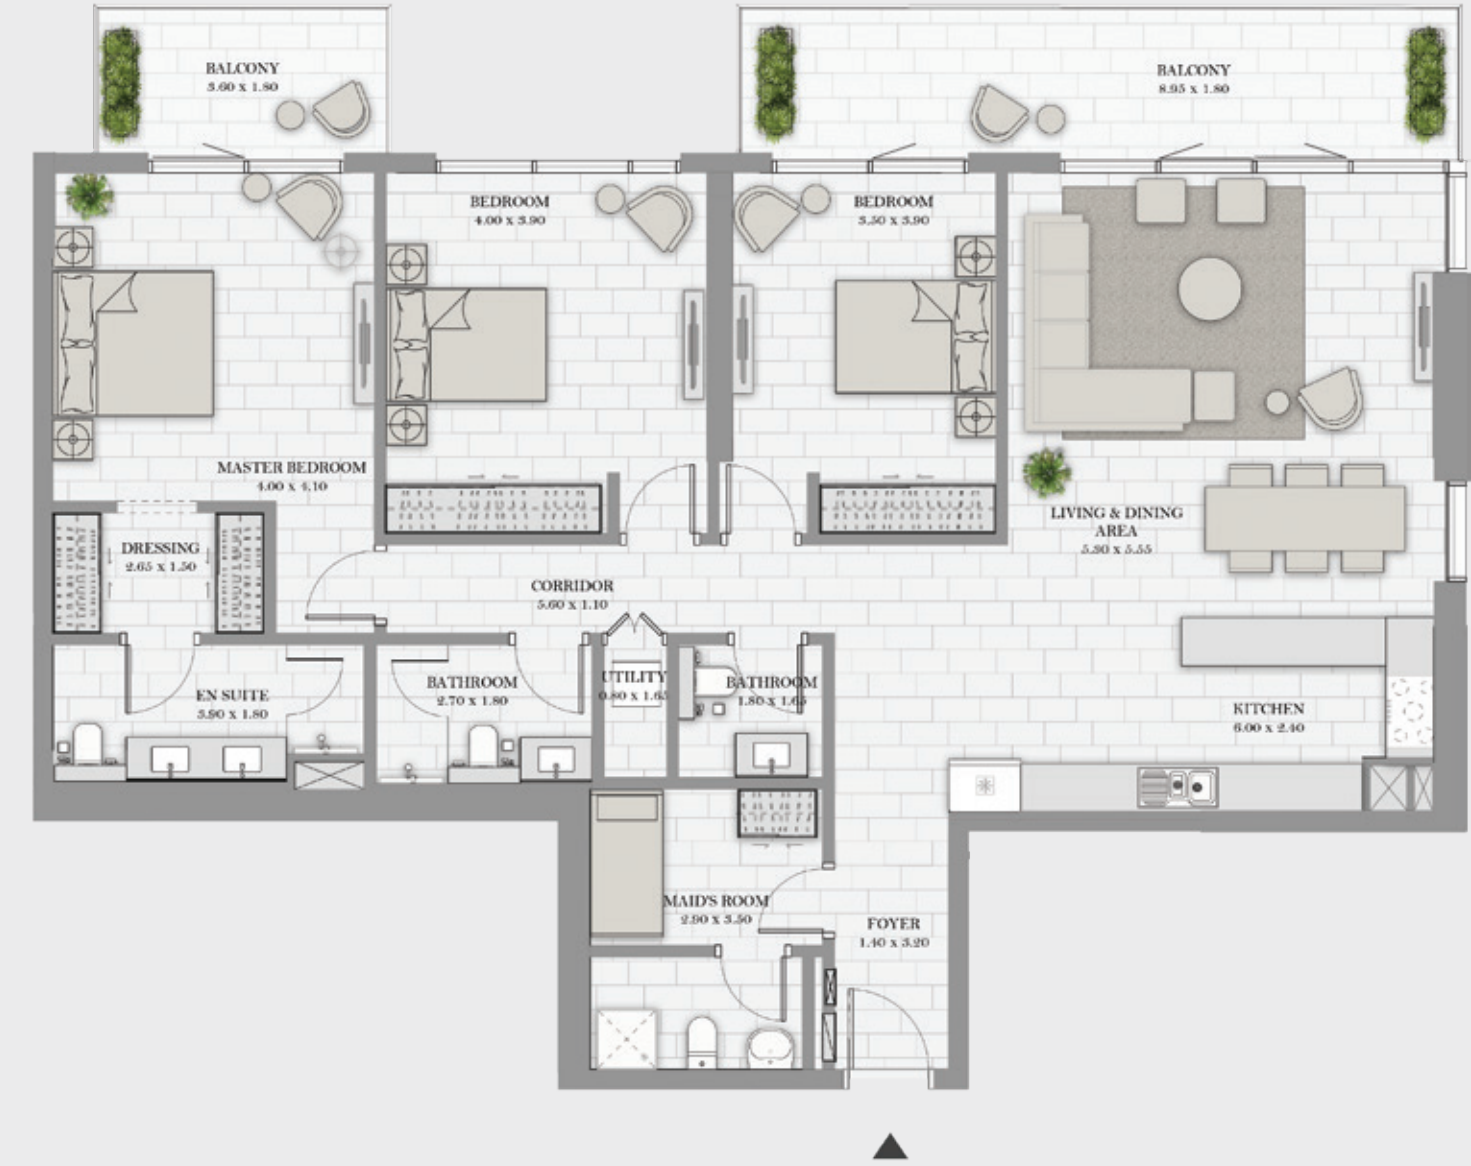 BALCONY
3.60 x 1.80
BALCONY
8.95 x 1.80
BEDROOM
4.00 x 3.90
BEDROOM
3.50 x 3.90
MASTER BEDROOM
4.00 x 4.10
LIVING & DINING
AREA
5.90 x 5.55
DRESSING
2.65 x 1.50
CORRIDOR
5.60 x 1.10
EN SUITE
3.90 x 1.80
BATHROOM
2.70 x 1.80
UTILITY
0.80 x 1.65
BATHROOM
1.80 x 1.65
KITCHEN
6.00 x 2.40
MAID'S ROOM
2.90 x 3.50
FOYER
1.40 x 3.20